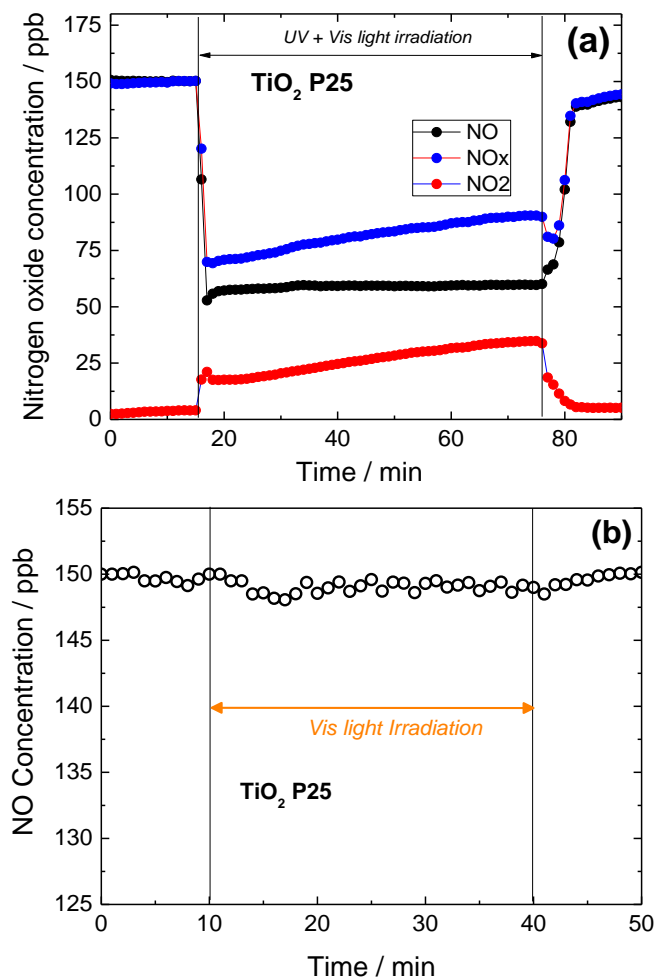 UV + Vis light irradiation
(a)
TiO₂ P25
NO
NOx
NO2
Nitrogen oxide concentration / ppb
175
150
125
100
75
50
25
0
0 20 40 60 80
Time / min
(b)
NO Concentration / ppb
155
150
145
140
135
130
125
Vis light Irradiation
TiO₂ P25
0 10 20 30 40 50
Time / min